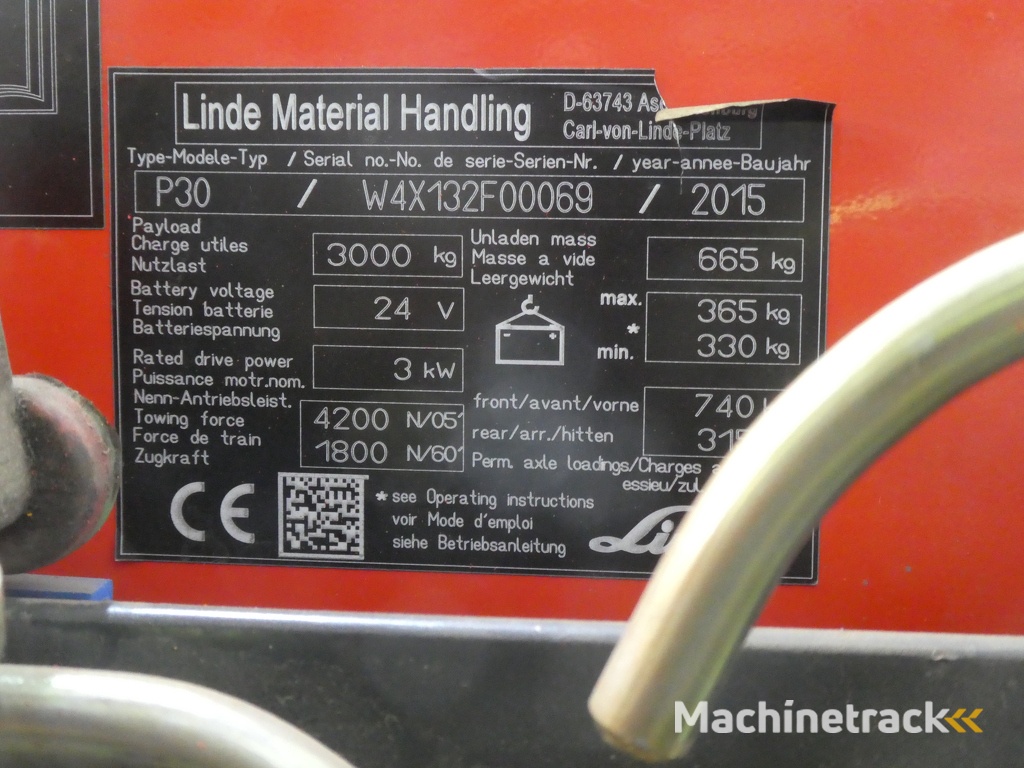 Linde Material Handling
D-63743
Carl-von-Linde-Platz
Type-Modele-Typ / Serial no.-No. de serie-Serien-Nr. / year-annee-Baujahr
P30 / W4X132F00069 / 2015
Payload
Charge utiles
Nutzlast
3000 kg
Unladen mass
Masse a vide
Leergewicht
665 kg
Battery voltage
Tension batterie
Batteriespannung
24 V
max. 365 kg
*
min. 330 kg
Rated drive power
Puissance motr.nom.
Nenn-Antriebsleist.
3 kW
Towing force
Force de train
Zugkraft
4200 N/05'
1800 N/60'
front/avant/vorne 740
rear/arr./hitten
Perm. axle loadings/Charges
CE
* see Operating instructions
voir Mode d'emploi
siehe Betriebsanleitung
Machinetrack